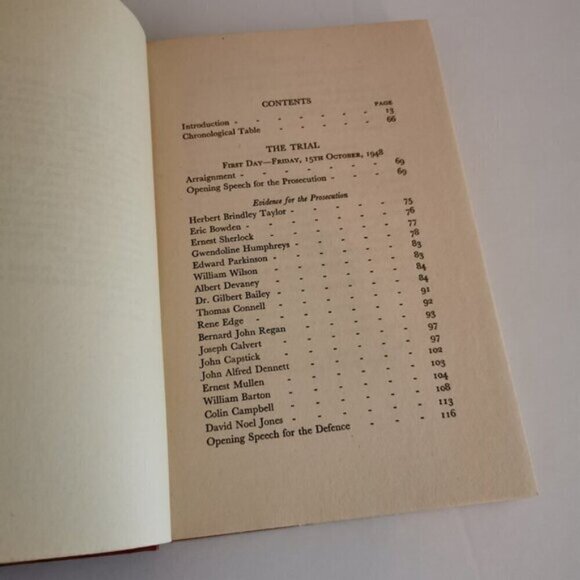 CONTENTS
PAGE
Introduction - - - - - - 13
Chronological Table - - - - - 66
THE TRIAL
FIRST DAY—FRIDAY, 15TH OCTOBER, 1948
Arraignment - - - - - - 69
Opening Speech for the Prosecution - - - 69
Evidence for the Prosecution
Herbert Brindley Taylor - - - - - 75
Eric Bowden - - - - - - 76
Ernest Sherlock - - - - - - 77
Gwendoline Humphreys - - - - - 78
Edward Parkinson - - - - - - 83
William Wilson - - - - - - 83
Albert Devaney - - - - - - 84
Dr. Gilbert Bailey - - - - - - 84
Thomas Connell - - - - - - 91
Rene Edge - - - - - - 92
Bernard John Regan - - - - - 93
Joseph Calvert - - - - - - 97
John Capstick - - - - - - 97
John Alfred Dennett - - - - - 102
Ernest Mullen - - - - - - 103
William Barton - - - - - - 104
Colin Campbell - - - - - - 108
David Noel Jones - - - - - - 113
Opening Speech for the Defence - - - - 116